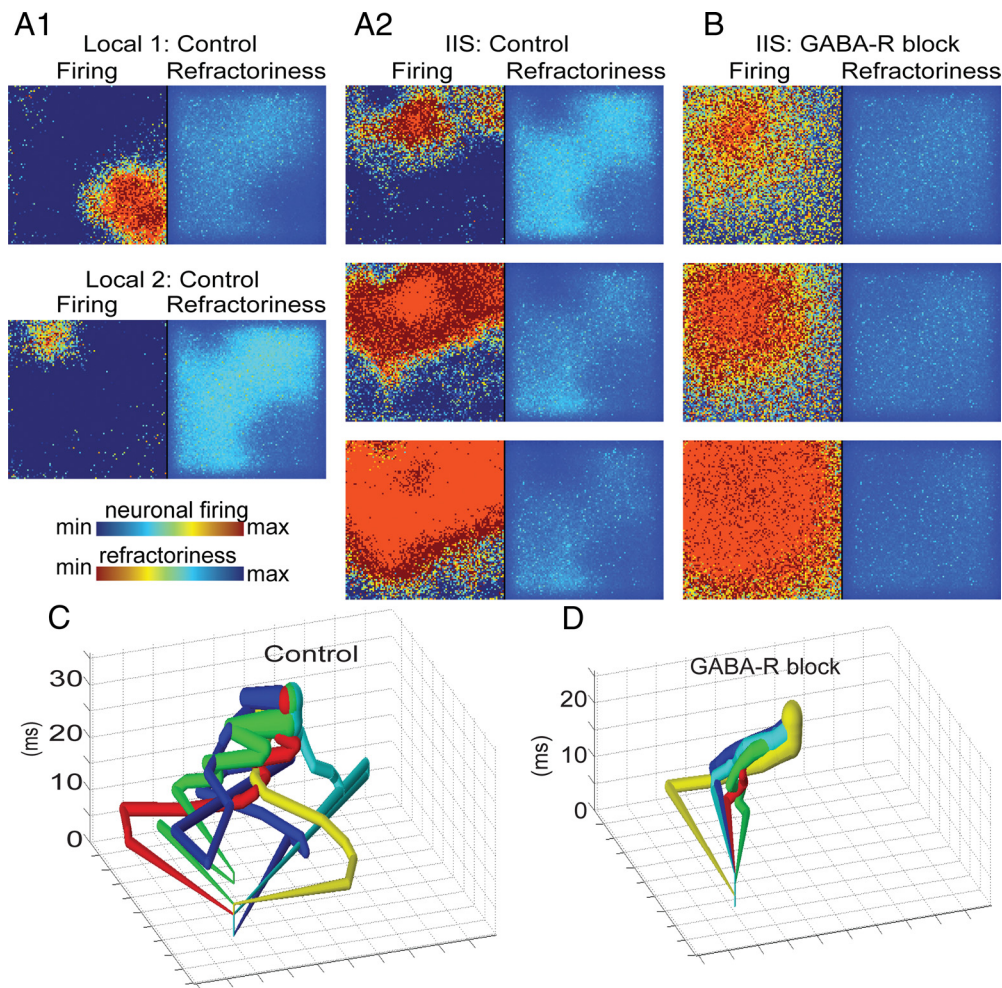 A1
Local 1: Control
Firing Refractoriness
A2
IIS: Control
Firing Refractoriness
B
IIS: GABA-R block
Firing Refractoriness
Local 2: Control
Firing Refractoriness
neuronal firing
min max
refractoriness
min max
C
Control
30
20
10
0
(ms)
D
GABA-R block
20
10
0
(ms)